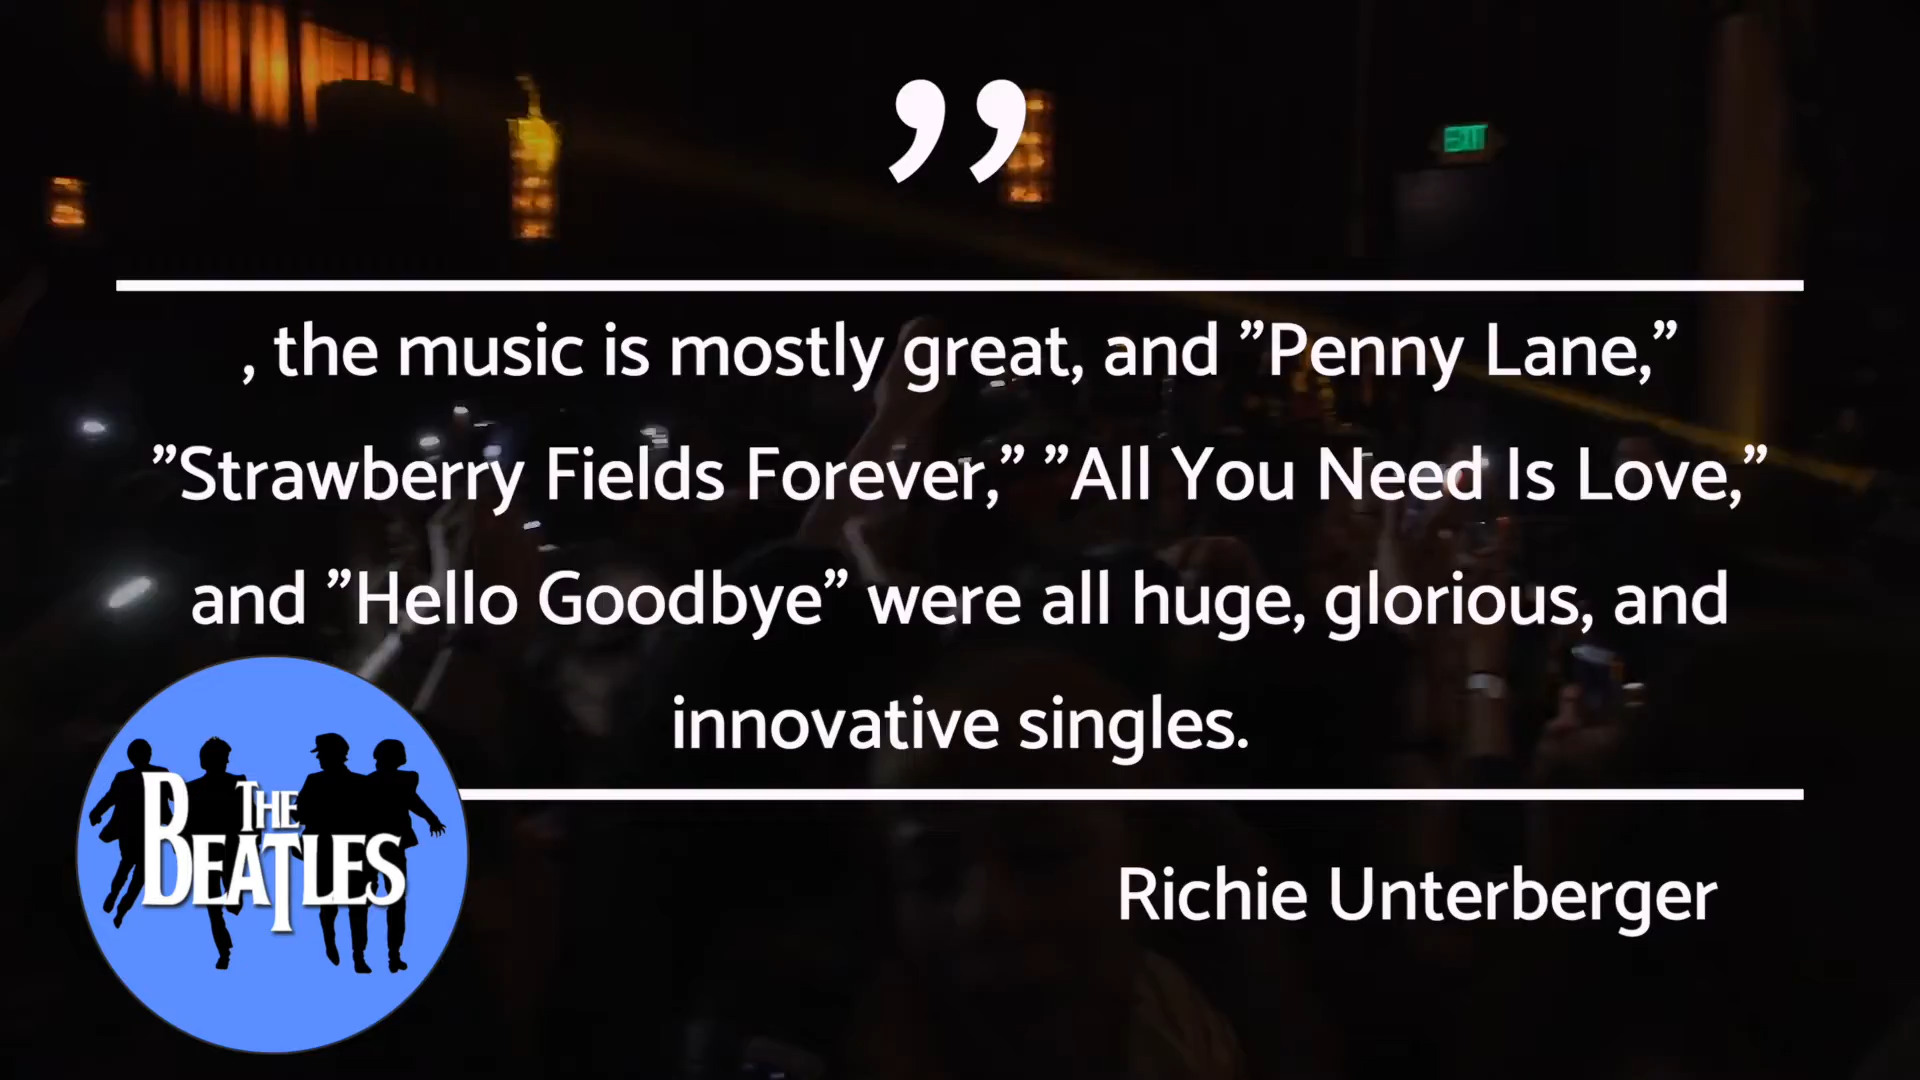 ”
EXIT
, the music is mostly great, and ”Penny Lane,”
”Strawberry Fields Forever,” ”All You Need Is Love,”
and ”Hello Goodbye” were all huge, glorious, and
innovative singles.
THE
BEATLES
Richie Unterberger